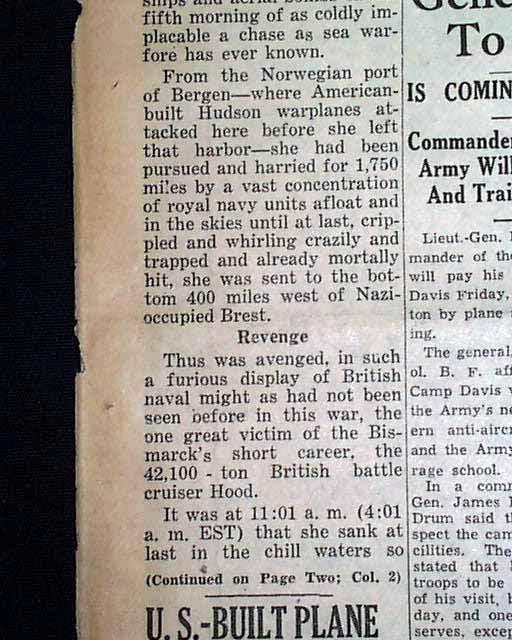 fifth morning of as coldly im-
placable a chase as sea war-
fore has ever known.
From the Norwegian port
of Bergen—where American-
built Hudson warplanes at-
tacked here before she left
that harbor—she had been
pursued and harried for 1,750
miles by a vast concentration
of royal navy units afloat and
in the skies until at last, crip-
pled and whirling crazily and
trapped and already mortally
hit, she was sent to the bot-
tom 400 miles west of Nazi-
occupied Brest.
Revenge
Thus was avenged, in such
a furious display of British
naval might as had not been
seen before in this war, the
one great victim of the Bis-
marck's short career, the
42,100 - ton British battle
cruiser Hood.
It was at 11:01 a. m. (4:01
a. m. EST) that she sank at
last in the chill waters so
(Continued on Page Two; Col. 2)
U. S.-BUILT PLANE
To
IS COMIN
Commander
Army Wil
And Trai
Lieut.-Gen.
mander of the
will pay his
Davis Friday,
ton by plane
ing.
The general,
ol. B. F. aff
Camp Davis
the Army's ne
ern anti-aircr
and the Army
rage school.
In a comm
Gen. James
Drum said t
spect the cam
cilities. The
stated that
troops to be
of his visit,
day, and one
serves, exce